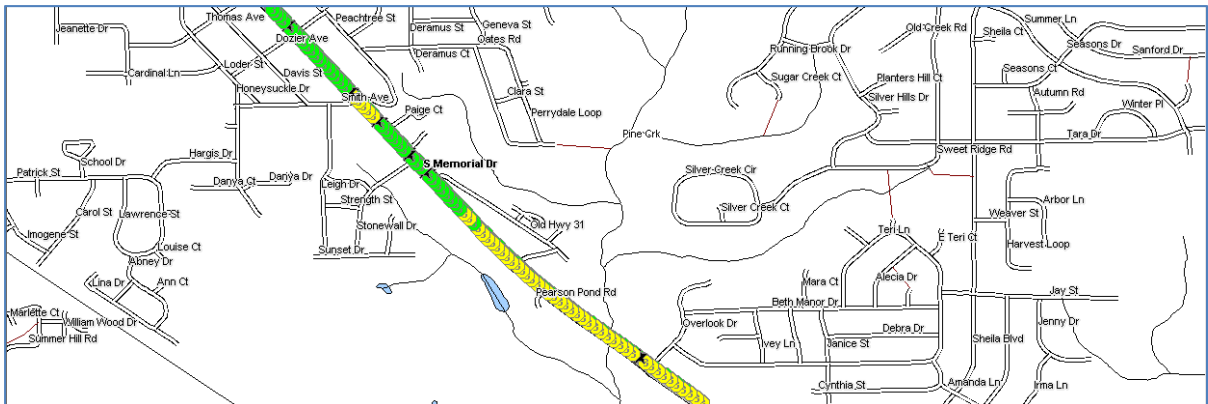 Thomas Ave
Peachtree St
Jeanette Dr
Dozier Ave
Deramus St
Geneva St
Oates Rd
Deramus Ct
Loder St
Cardinal Ln
Davis St
Honeysuckle Dr
Smith Ave
Clara St
Paige Ct
Perrydale Loop
Pine Crk
S Memorial Dr
Hargis Dr
School Dr
Patrick St
Danya Ct
Danya Dr
Leigh Dr
Strength St
Carol St
Lawrence St
Stonewall Dr
Old Hwy 31
Imogene St
Louise Ct
Sunset Dr
Abney Dr
Lina Dr
Ann Ct
Pearson Pond Rd
Marlette Ct
William Wood Dr
Summer Hill Rd
Running Brook Dr
Old Creek Rd
Sheila Ct
Summer Ln
Seasons Dr
Sanford Dr
Sugar Creek Ct
Planters Hill Ct
Seasons Ct
Silver Hills Dr
Autumn Rd
Winter Pl
Tara Dr
Sweet Ridge Rd
Silver Creek Cir
Silver Creek Ct
Arbor Ln
Weaver St
Teri Ln
E Teri Ct
Harvest Loop
Mara Ct
Alecia Dr
Beth Manor Dr
Jay St
Overlook Dr
Debra Dr
Jenny Dr
Ivey Ln
Janice St
Sheila Blvd
Cynthia St
Amanda Ln
Irma Ln